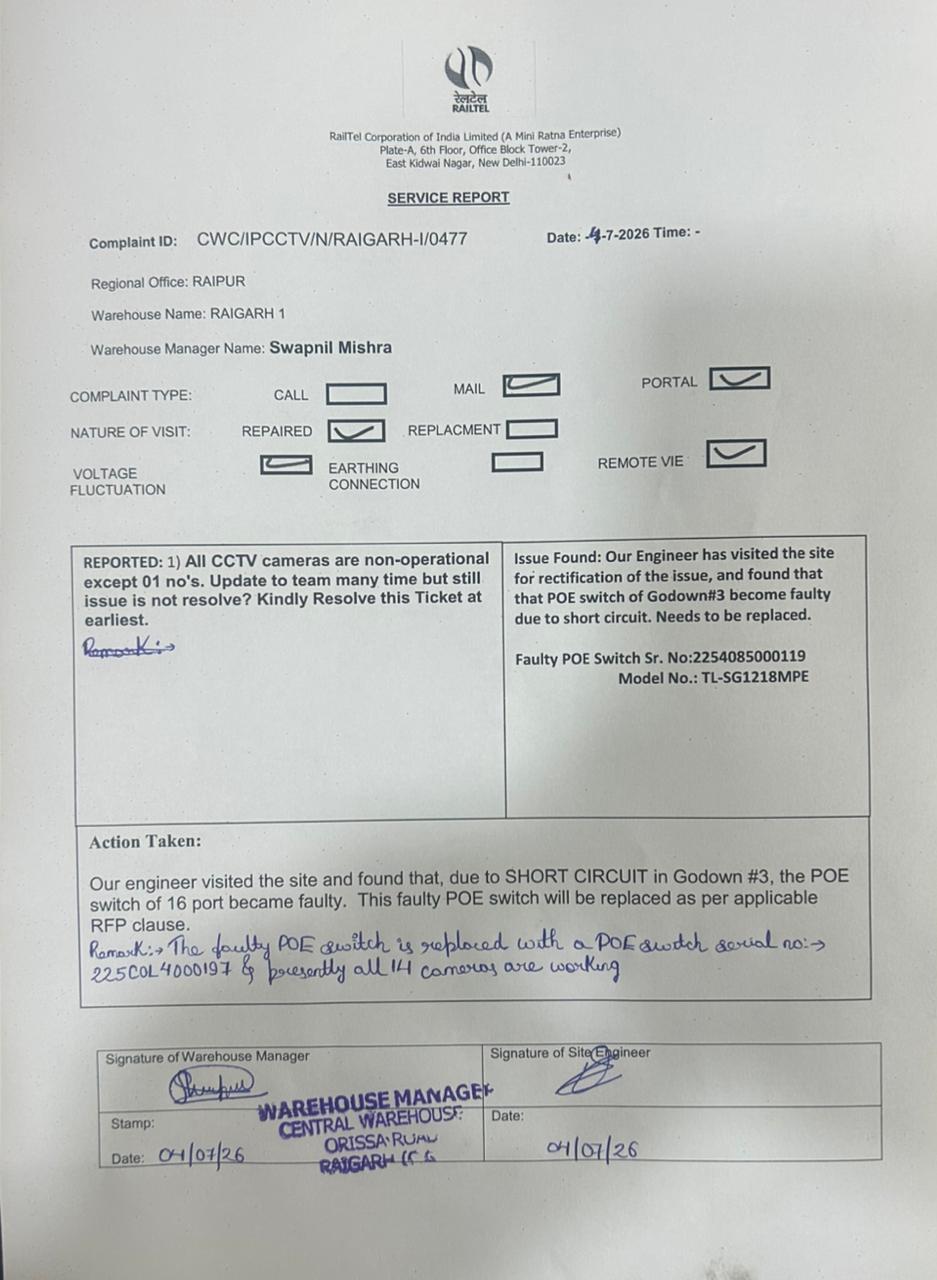 रेलटेल
RAILTEL
RailTel Corporation of India Limited (A Mini Ratna Enterprise)
Plate-A, 6th Floor, Office Block Tower-2,
East Kidwai Nagar, New Delhi-110023
SERVICE REPORT
Complaint ID: CWC/IPCCTV/N/RAIGARH-I/0477 Date: 4-7-2026 Time: -
Regional Office: RAIPUR
Warehouse Name: RAIGARH 1
Warehouse Manager Name: Swapnil Mishra
COMPLAINT TYPE: CALL MAIL PORTAL
NATURE OF VISIT: REPAIRED REPLACMENT
VOLTAGE FLUCTUATION EARTHING CONNECTION REMOTE VIE
REPORTED: 1) All CCTV cameras are non-operational
except 01 no's. Update to team many time but still
issue is not resolve? Kindly Resolve this Ticket at
earliest.
Remark:→
Issue Found: Our Engineer has visited the site
for rectification of the issue, and found that
that POE switch of Godown#3 become faulty
due to short circuit. Needs to be replaced.
Faulty POE Switch Sr. No:2254085000119
Model No.: TL-SG1218MPE
Action Taken:
Our engineer visited the site and found that, due to SHORT CIRCUIT in Godown #3, the POE
switch of 16 port became faulty. This faulty POE switch will be replaced as per applicable
RFP clause.
Remark:→ The faulty POE switch is replaced with a POE switch serial no:→
225C0L4000197 & presently all 14 cameras are working
Signature of Warehouse Manager
Signature of Site Engineer
Stamp:
WAREHOUSE MANAGER
CENTRAL WAREHOUSE
ORISSA ROAD
RAIGARH
Date: 04/07/26
Date:
04/07/26